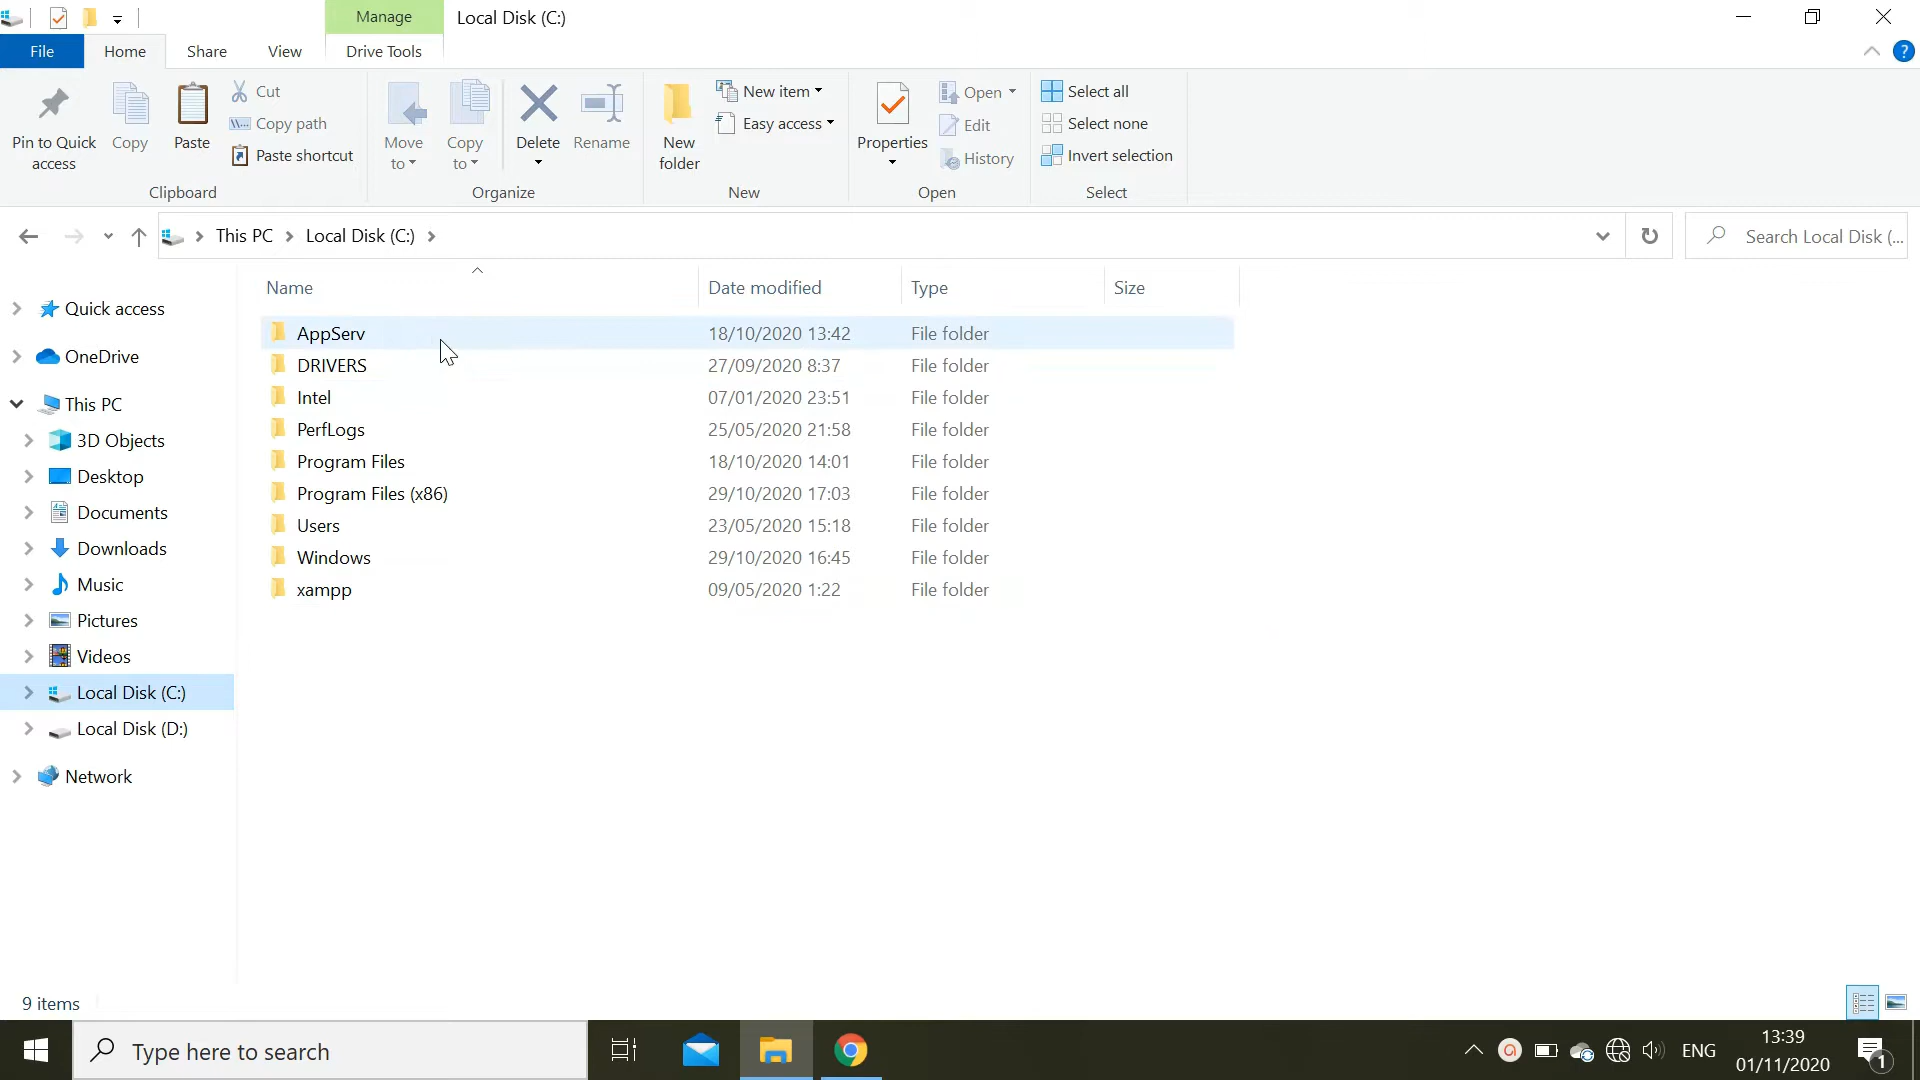 Manage
Local Disk (C:)
File
Home
Share
View
Drive Tools
?
Pin to Quick access
Copy
Paste
Cut
Copy path
Paste shortcut
Clipboard
Move to
Copy to
Delete
Rename
Organize
New folder
New item
Easy access
New
Properties
Open
Edit
History
Open
Select all
Select none
Invert selection
Select
This PC
Local Disk (C:)
Search Local Disk (...
Name
Date modified
Type
Size
AppServ 18/10/2020 13:42 File folder
DRIVERS 27/09/2020 8:37 File folder
Intel 07/01/2020 23:51 File folder
PerfLogs 25/05/2020 21:58 File folder
Program Files 18/10/2020 14:01 File folder
Program Files (x86) 29/10/2020 17:03 File folder
Users 23/05/2020 15:18 File folder
Windows 29/10/2020 16:45 File folder
xampp 09/05/2020 1:22 File folder
Quick access
OneDrive
This PC
3D Objects
Desktop
Documents
Downloads
Music
Pictures
Videos
Local Disk (C:)
Local Disk (D:)
Network
9 items
Type here to search
ENG
13:39
01/11/2020
1